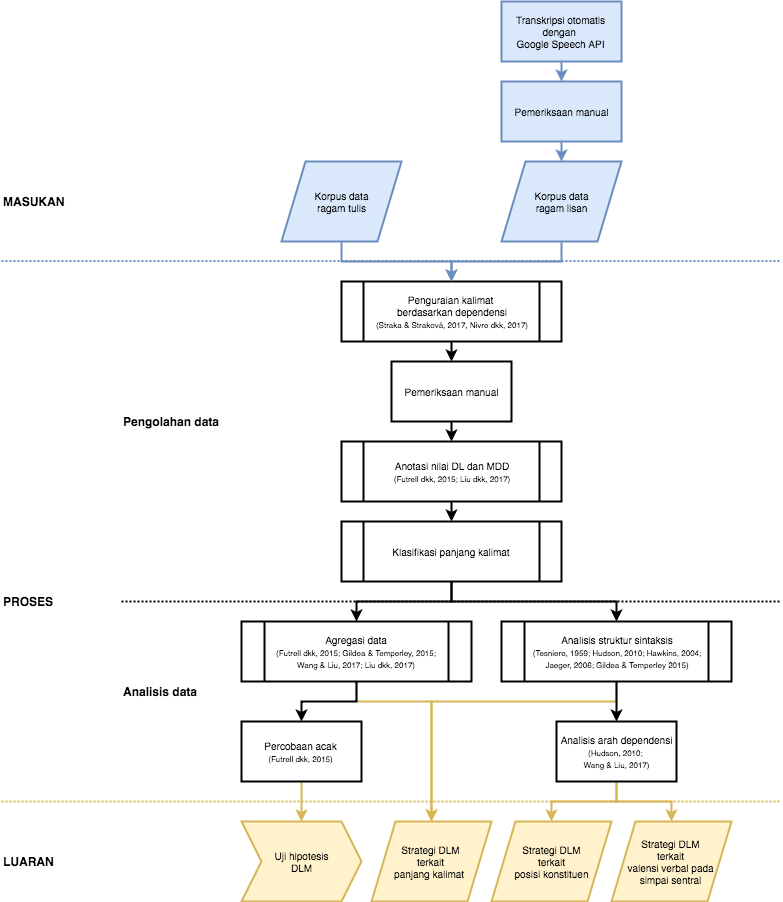 Transkripsi otomatis
dengan
Google Speech API
Pemeriksaan manual
MASUKAN
Korpus data
ragam tulis
Korpus data
ragam lisan
Penguraian kalimat
berdasarkan dependensi
(Straka & Straková, 2017, Nivre dkk, 2017)
Pemeriksaan manual
Pengolahan data
Anotasi nilai DL dan MDD
(Futrell dkk, 2015; Liu dkk, 2017)
Klasifikasi panjang kalimat
PROSES
Agregasi data
(Futrell dkk, 2015; Gildea & Temperley, 2015;
Wang & Liu, 2017; Liu dkk, 2017)
Analisis struktur sintaksis
(Tesniere, 1959; Hudson, 2010; Hawkins, 2004;
Jaeger, 2006; Gildea & Temperley 2015)
Analisis data
Percobaan acak
(Futrell dkk, 2015)
Analisis arah dependensi
(Hudson, 2010;
Wang & Liu, 2017)
LUARAN
Uji hipotesis
DLM
Strategi DLM
terkait
panjang kalimat
Strategi DLM
terkait
posisi konstituen
Strategi DLM
terkait
valensi verbal pada
simpai sentral